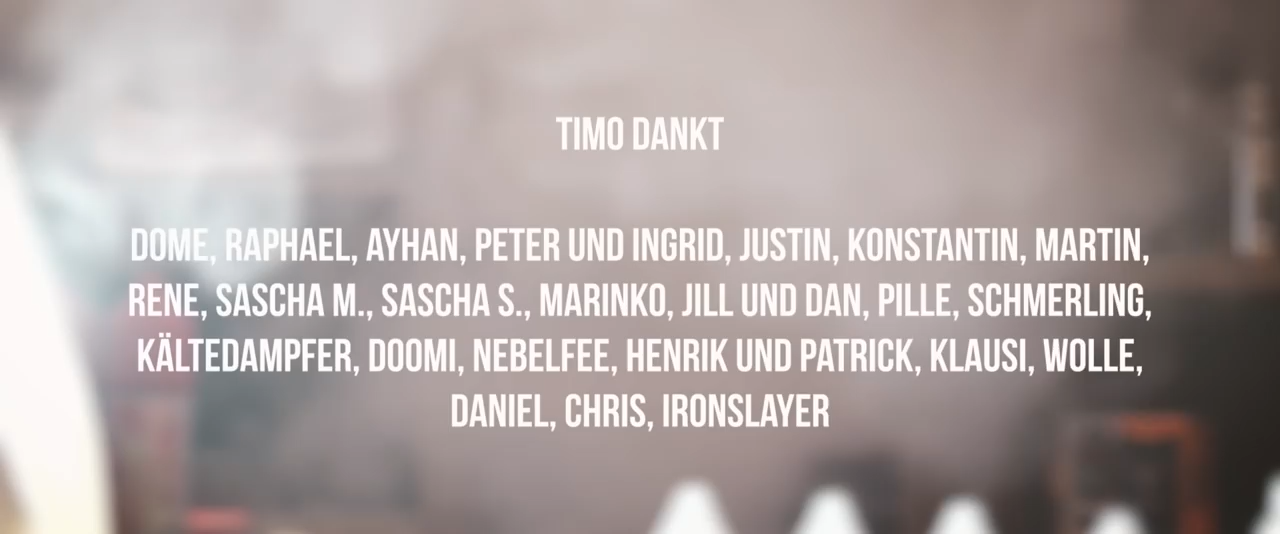 TIMO DANKT
DOME, RAPHAEL, AYHAN, PETER UND INGRID, JUSTIN, KONSTANTIN, MARTIN,
RENE, SASCHA M., SASCHA S., MARINKO, JILL UND DAN, PILLE, SCHMERLING,
KÄLTEDAMPFER, DOOMI, NEBELFEE, HENRIK UND PATRICK, KLAUSI, WOLLE,
DANIEL, CHRIS, IRONSLAYER